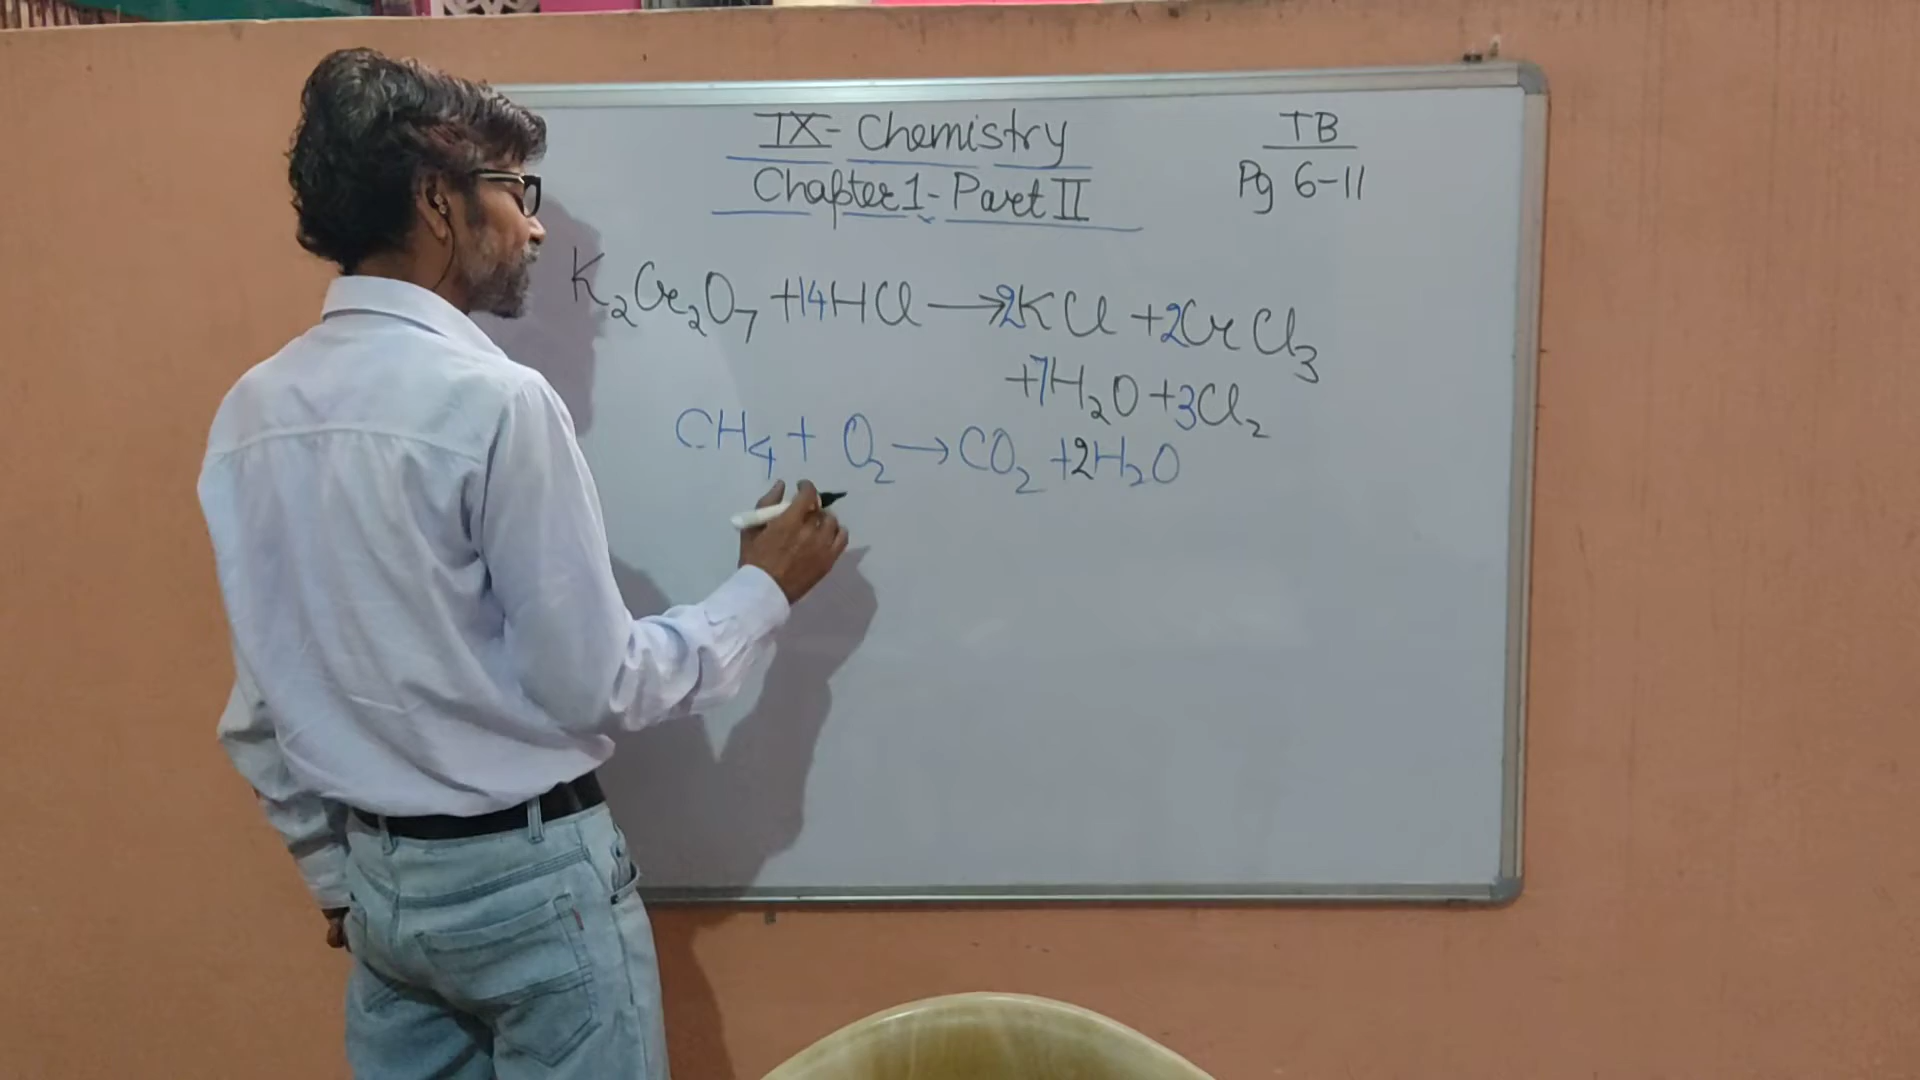 IX- Chemistry
Chapter 1- Part II
TB
Pg 6-11
K₂Cr₂O₇ +14HCl → 2KCl +2CrCl₃
+7H₂O +3Cl₂
CH₄ + O₂ → CO₂ +2H₂O